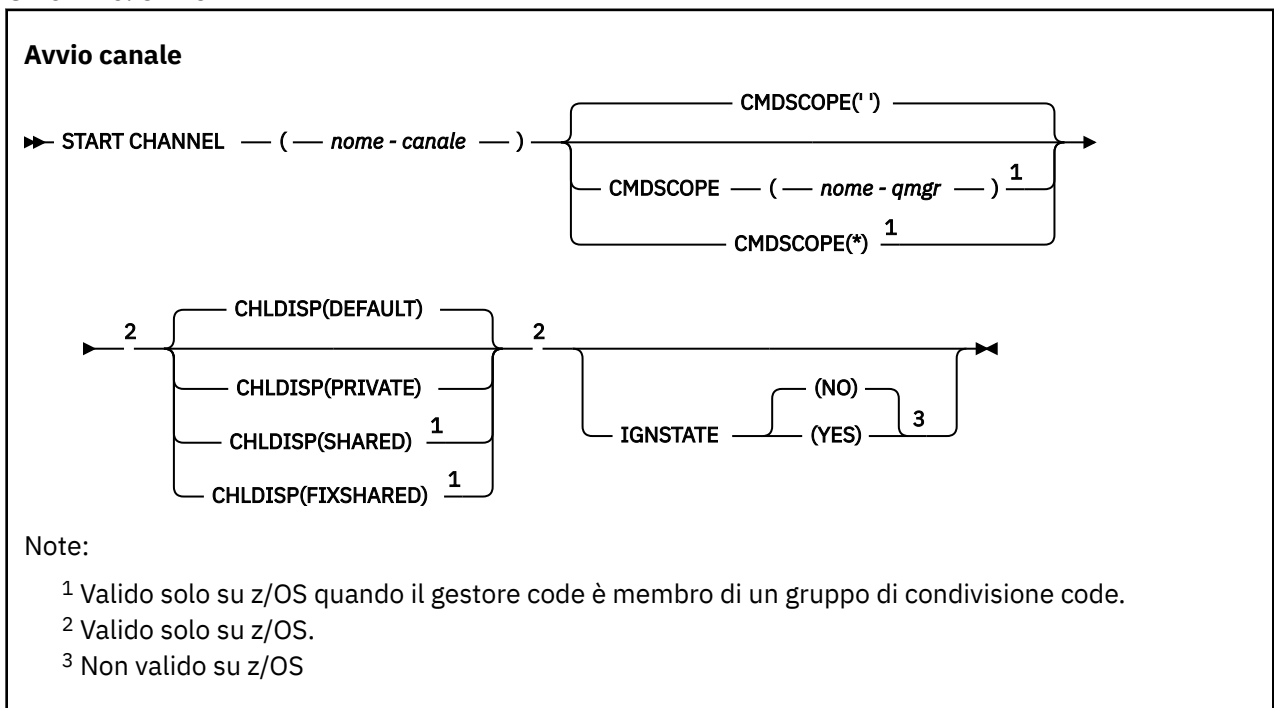 Avvio canale
CMDSCOPE(' ')
START CHANNEL ( nome - canale )
CMDSCOPE ( nome - qmgr ) 1
CMDSCOPE(*) 1
CHLDISP(DEFAULT)
2 2
CHLDISP(PRIVATE)
(NO)
CHLDISP(SHARED) 1
IGNSTATE (YES) 3
CHLDISP(FIXSHARED) 1
Note:
1 Valido solo su z/OS quando il gestore code è membro di un gruppo di condivisione code.
2 Valido solo su z/OS.
3 Non valido su z/OS